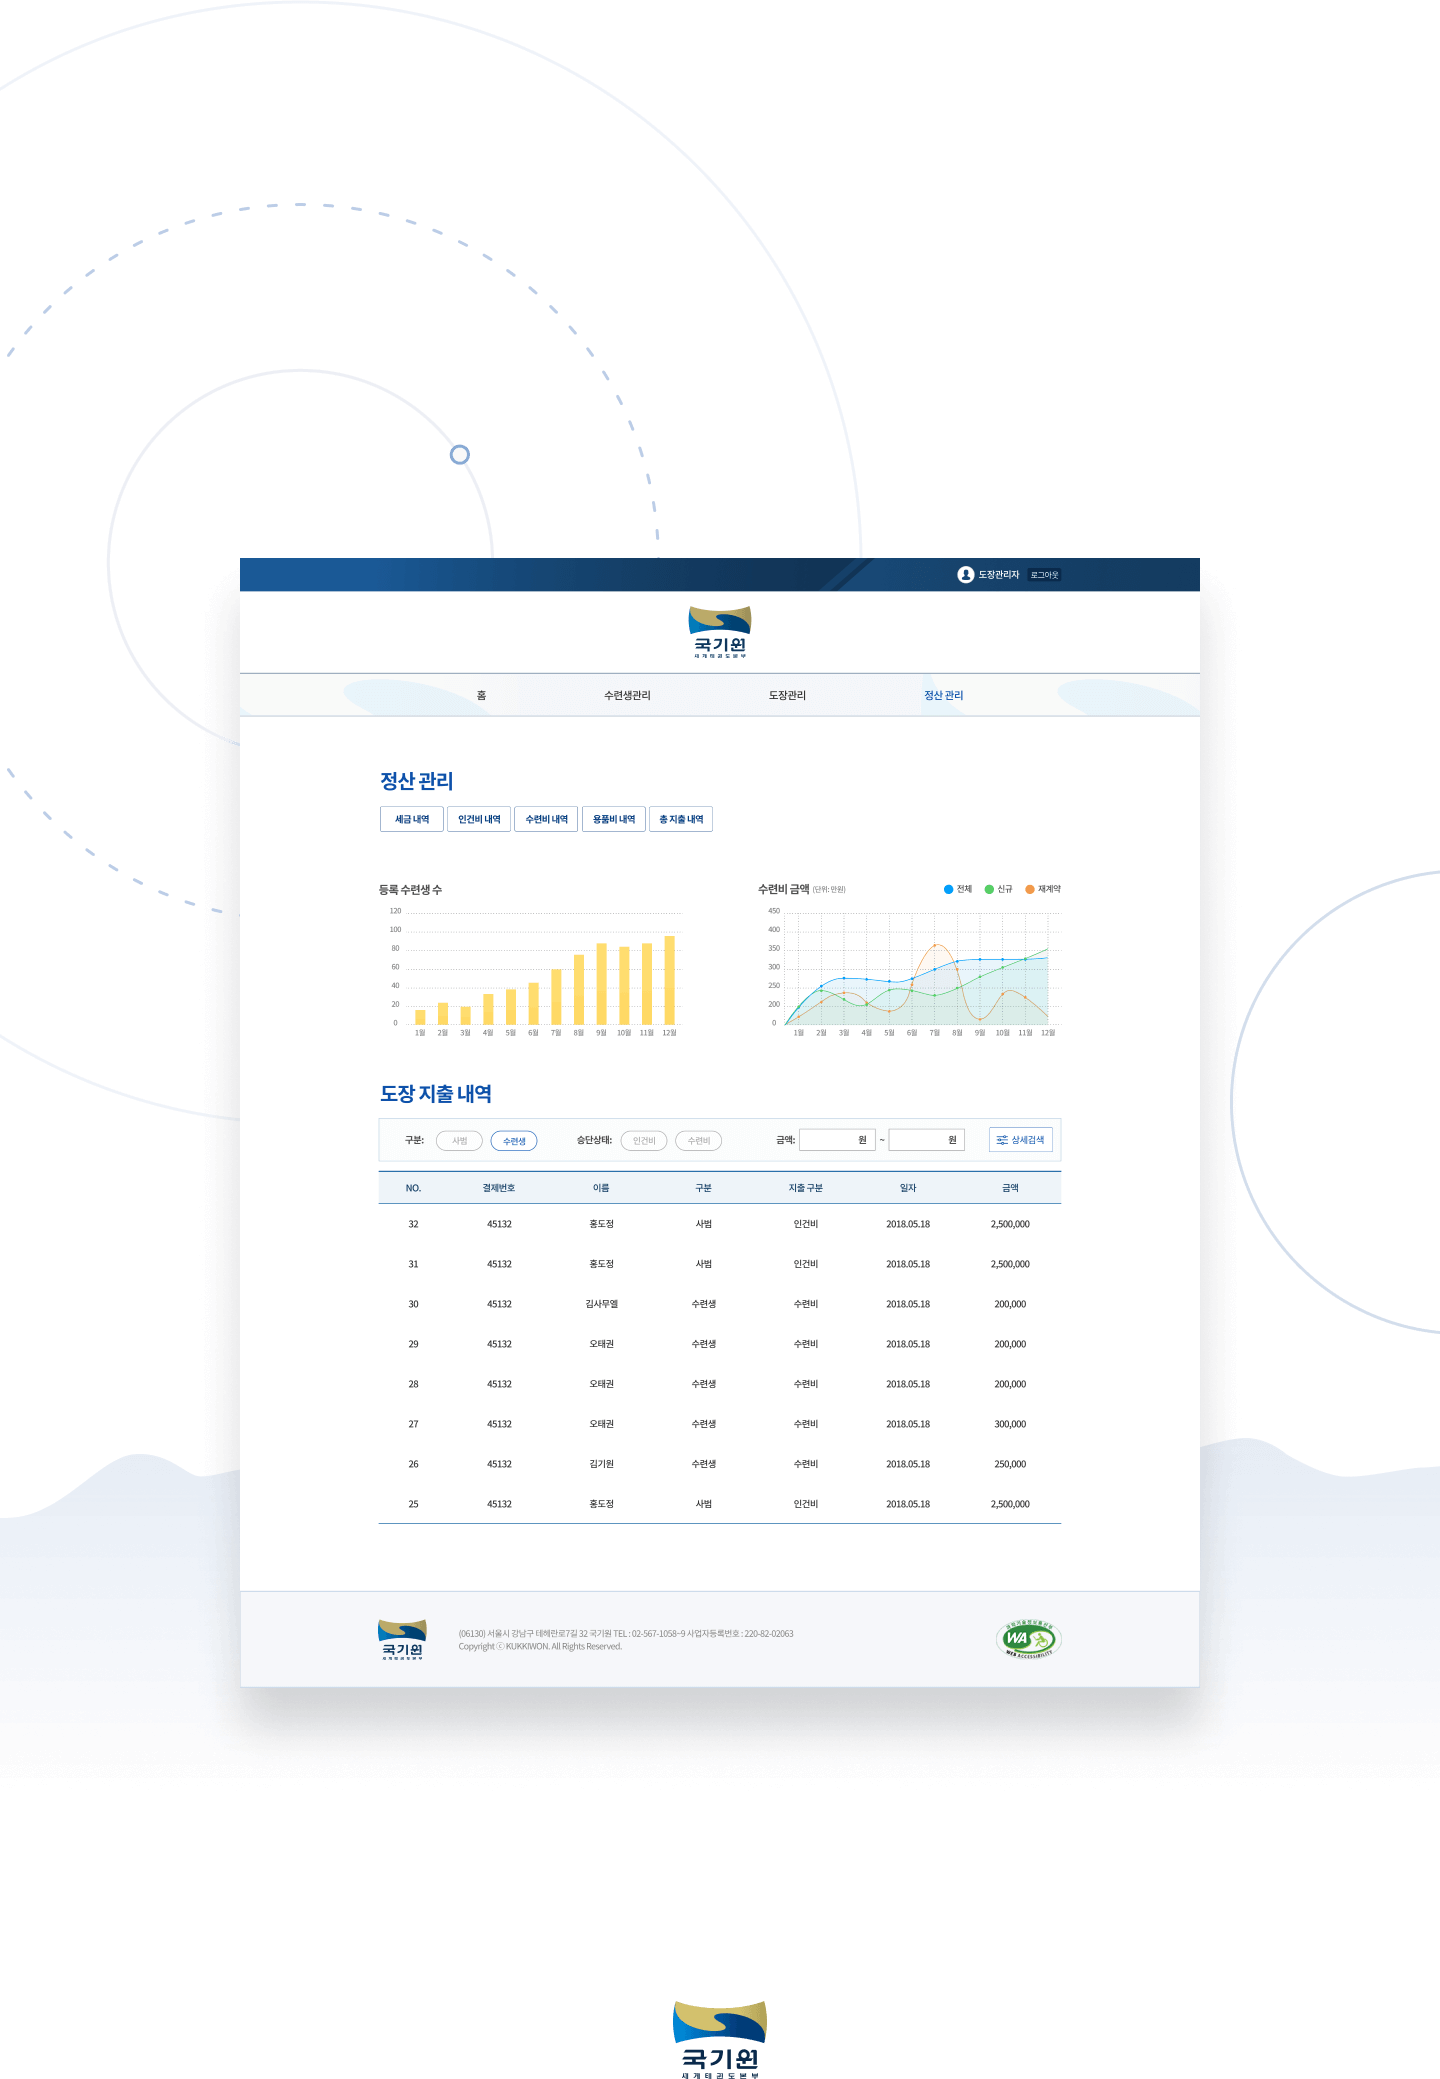 도장관리자 로그아웃
국기원
세계태권도본부
홈 수련생관리 도장관리 정산 관리
정산 관리
세금 내역 인건비 내역 수련비 내역 용품비 내역 총 지출 내역
등록 수련생 수
120
100
80
60
40
20
0
1월 2월 3월 4월 5월 6월 7월 8월 9월 10월 11월 12월
수련비 금액 (단위: 만원) 전체 신규 재계약
450
400
350
300
250
200
0
1월 2월 3월 4월 5월 6월 7월 8월 9월 10월 11월 12월
도장 지출 내역
구분: 사범 수련생 승단상태: 인건비 수련비 금액: 원 ~ 원 상세검색
NO. 결제번호 이름 구분 지출 구분 일자 금액
32 45132 홍도정 사범 인건비 2018.05.18 2,500,000
31 45132 홍도정 사범 인건비 2018.05.18 2,500,000
30 45132 김사무엘 수련생 수련비 2018.05.18 200,000
29 45132 오태권 수련생 수련비 2018.05.18 200,000
28 45132 오태권 수련생 수련비 2018.05.18 200,000
27 45132 오태권 수련생 수련비 2018.05.18 300,000
26 45132 김기원 수련생 수련비 2018.05.18 250,000
25 45132 홍도정 사범 인건비 2018.05.18 2,500,000
국기원
세계태권도본부
(06130) 서울시 강남구 테헤란로7길 32 국기원 TEL : 02-567-1058~9 사업자등록번호 : 220-82-02063
Copyright ⓒ KUKKIWON. All Rights Reserved.
과학기술정보통신부
WA
WEB ACCESSIBILITY
국기원
세계태권도본부